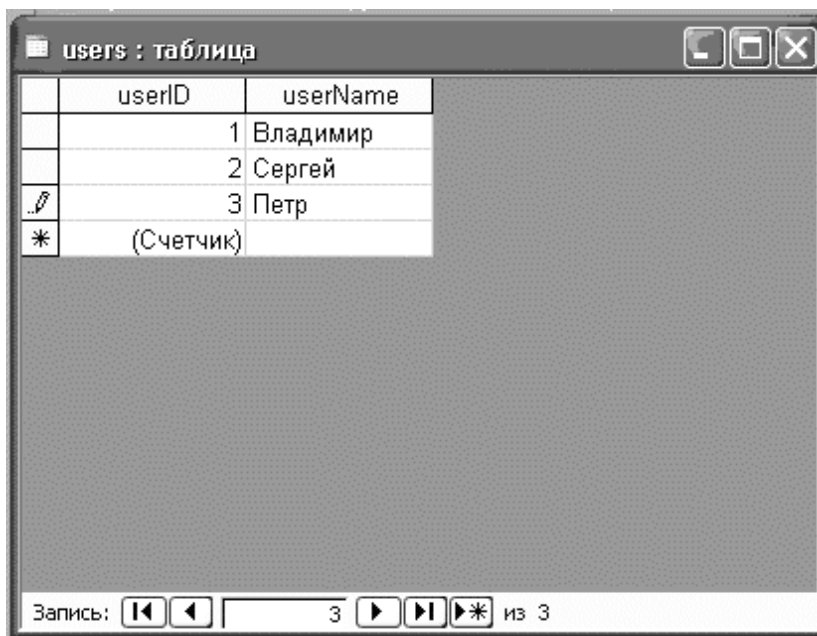 users : таблица
userID userName
1 Владимир
2 Сергей
3 Петр
(Счетчик)
Запись: 3 из 3